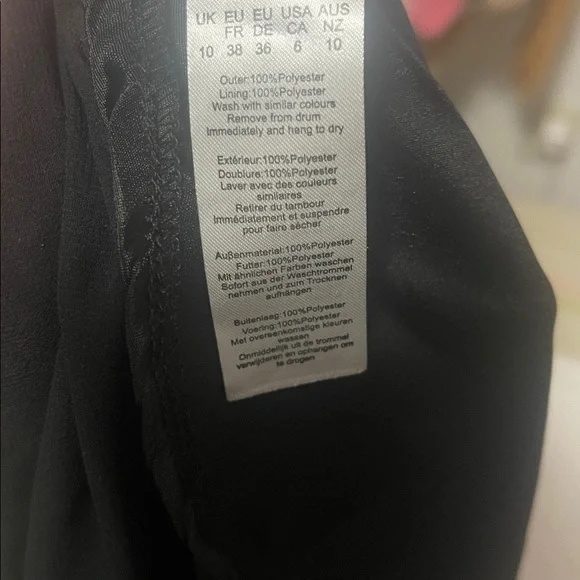 UK EU EU USA AUS
FR DE CA NZ
10 38 36 6 10
Outer:100%Polyester
Lining:100%Polyester
Wash with similar colours
Remove from drum
Immediately and hang to dry
Extérieur:100%Polyester
Doublure:100%Polyester
Laver avec des couleurs
similaires
Retirer du tambour
Immédiatement et suspendre
pour faire sécher
Außenmaterial:100%Polyester
Futter:100%Polyester
Mit ähnlichen Farben waschen
Sofort aus der Waschtrommel
nehmen und zum Trocknen
aufhängen
Buitenlaag:100%Polyester
Voering:100%Polyester
Met overeenkomstige kleuren
wassen
Onmiddellijk uit de trommel
verwijderen en ophangen om
te drogen